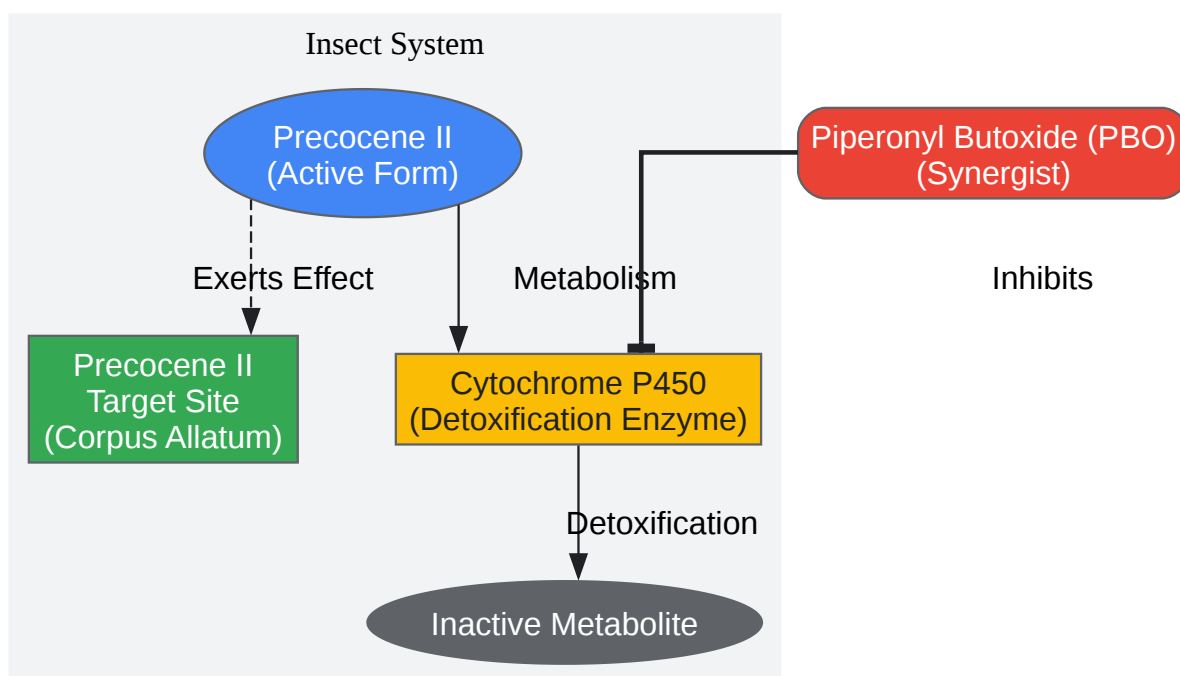 Insect System
Precocene II
(Active Form)
Piperonyl Butoxide (PBO)
(Synergist)
Exerts Effect
Metabolism
Inhibits
Precocene II
Target Site
(Corpus Allatum)
Cytochrome P450
(Detoxification Enzyme)
Detoxification
Inactive Metabolite